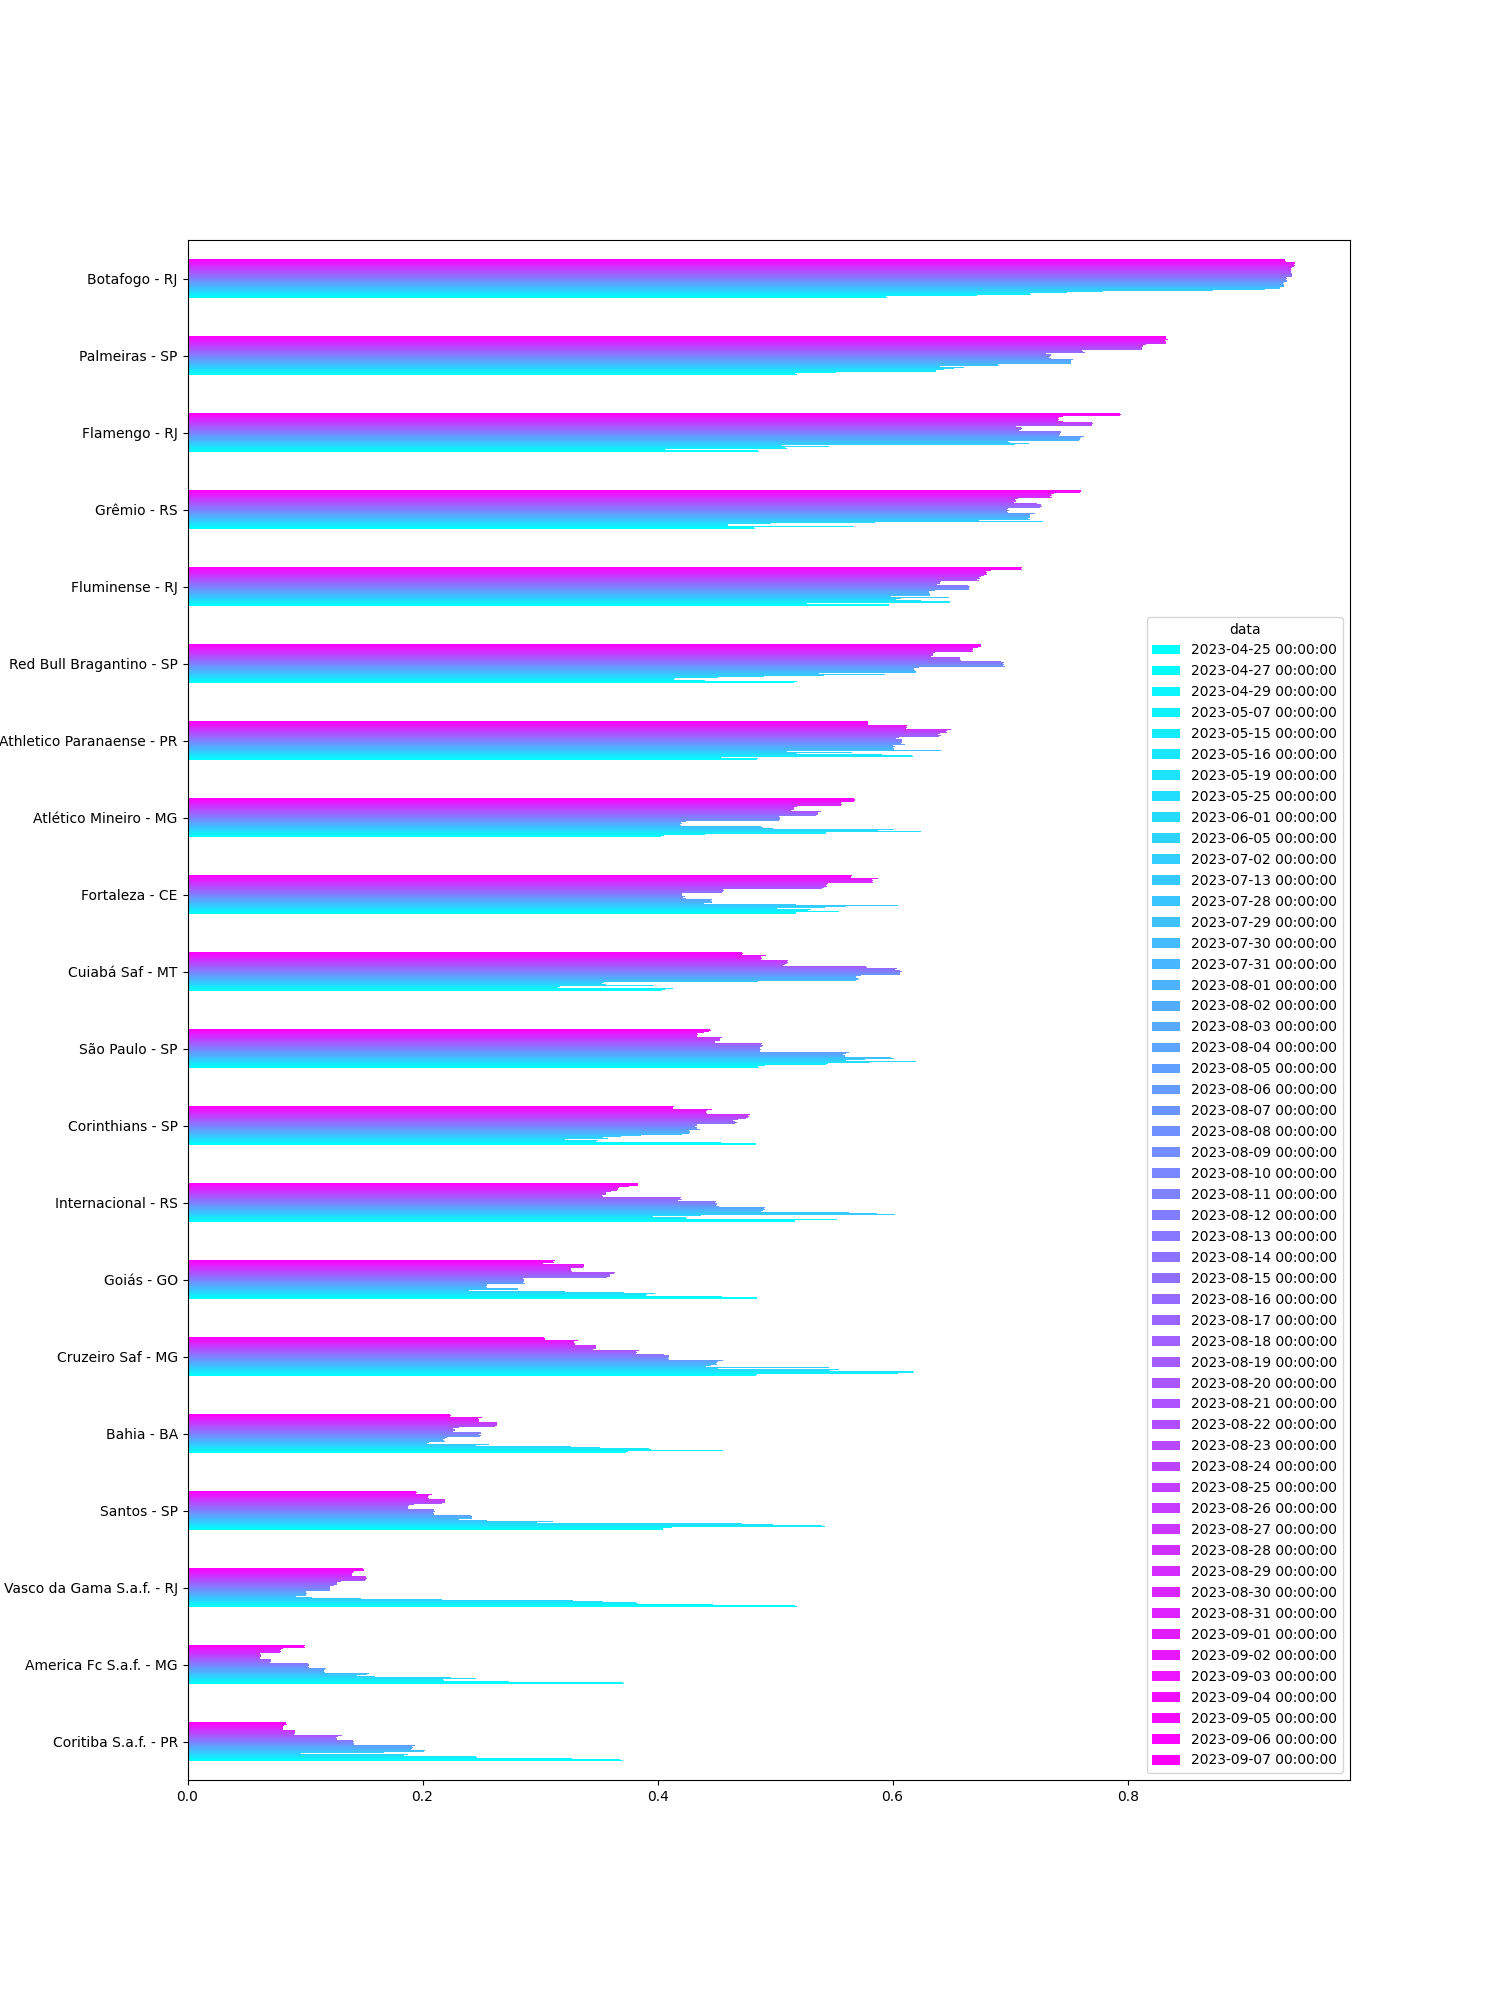 Botafogo - RJ
Palmeiras - SP
Flamengo - RJ
Grêmio - RS
Fluminense - RJ
Red Bull Bragantino - SP
Athletico Paranaense - PR
Atlético Mineiro - MG
Fortaleza - CE
Cuiabá Saf - MT
São Paulo - SP
Corinthians - SP
Internacional - RS
Goiás - GO
Cruzeiro Saf - MG
Bahia - BA
Santos - SP
Vasco da Gama S.a.f. - RJ
America Fc S.a.f. - MG
Coritiba S.a.f. - PR
0.0 0.2 0.4 0.6 0.8
data
2023-04-25 00:00:00
2023-04-27 00:00:00
2023-04-29 00:00:00
2023-05-07 00:00:00
2023-05-15 00:00:00
2023-05-16 00:00:00
2023-05-19 00:00:00
2023-05-25 00:00:00
2023-06-01 00:00:00
2023-06-05 00:00:00
2023-07-02 00:00:00
2023-07-13 00:00:00
2023-07-28 00:00:00
2023-07-29 00:00:00
2023-07-30 00:00:00
2023-07-31 00:00:00
2023-08-01 00:00:00
2023-08-02 00:00:00
2023-08-03 00:00:00
2023-08-04 00:00:00
2023-08-05 00:00:00
2023-08-06 00:00:00
2023-08-07 00:00:00
2023-08-08 00:00:00
2023-08-09 00:00:00
2023-08-10 00:00:00
2023-08-11 00:00:00
2023-08-12 00:00:00
2023-08-13 00:00:00
2023-08-14 00:00:00
2023-08-15 00:00:00
2023-08-16 00:00:00
2023-08-17 00:00:00
2023-08-18 00:00:00
2023-08-19 00:00:00
2023-08-20 00:00:00
2023-08-21 00:00:00
2023-08-22 00:00:00
2023-08-23 00:00:00
2023-08-24 00:00:00
2023-08-25 00:00:00
2023-08-26 00:00:00
2023-08-27 00:00:00
2023-08-28 00:00:00
2023-08-29 00:00:00
2023-08-30 00:00:00
2023-08-31 00:00:00
2023-09-01 00:00:00
2023-09-02 00:00:00
2023-09-03 00:00:00
2023-09-04 00:00:00
2023-09-05 00:00:00
2023-09-06 00:00:00
2023-09-07 00:00:00